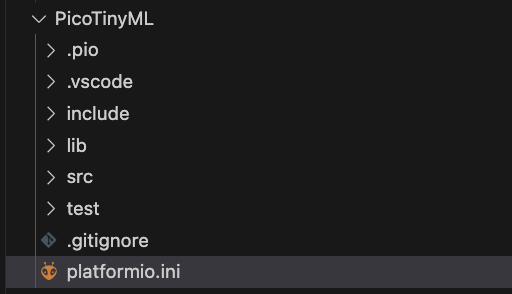 PicoTinyML
.pio
.vscode
include
lib
src
test
.gitignore
platformio.ini